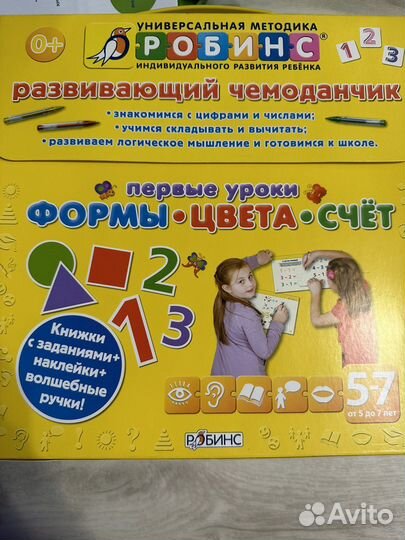 УНИВЕРСАЛЬНАЯ МЕТОДИКА
0+
РОБИНС®
ИНДИВИДУАЛЬНОГО РАЗВИТИЯ РЕБЁНКА
1 2 3
развивающий чемоданчик
• знакомимся с цифрами и числами;
• учимся складывать и вычитать;
• развиваем логическое мышление и готовимся к школе.
первые уроки
ФОРМЫ • ЦВЕТА • СЧЁТ
2
1 3
Книжки
с заданиями+
наклейки+
волшебные
ручки!
5-7
от 5 до 7 лет
РОБИНС
Avito